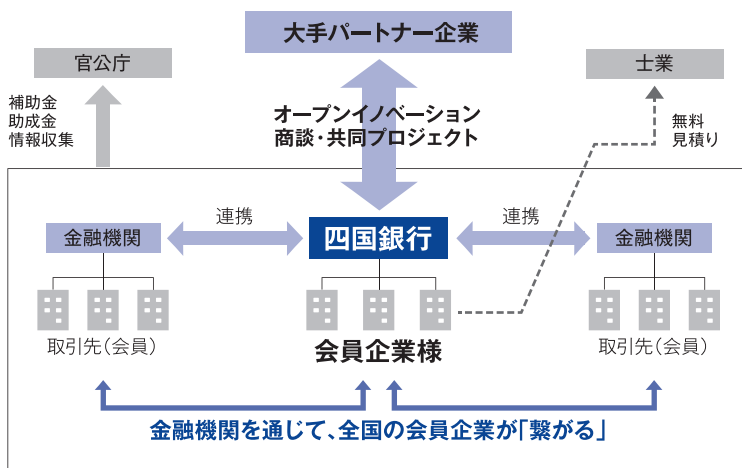 大手パートナー企業
官公庁
士業
補助金
助成金
情報収集
オープンイノベーション
商談・共同プロジェクト
無料
見積り
金融機関
連携
四国銀行
連携
金融機関
取引先(会員)
会員企業様
取引先(会員)
金融機関を通じて、全国の会員企業が「繋がる」